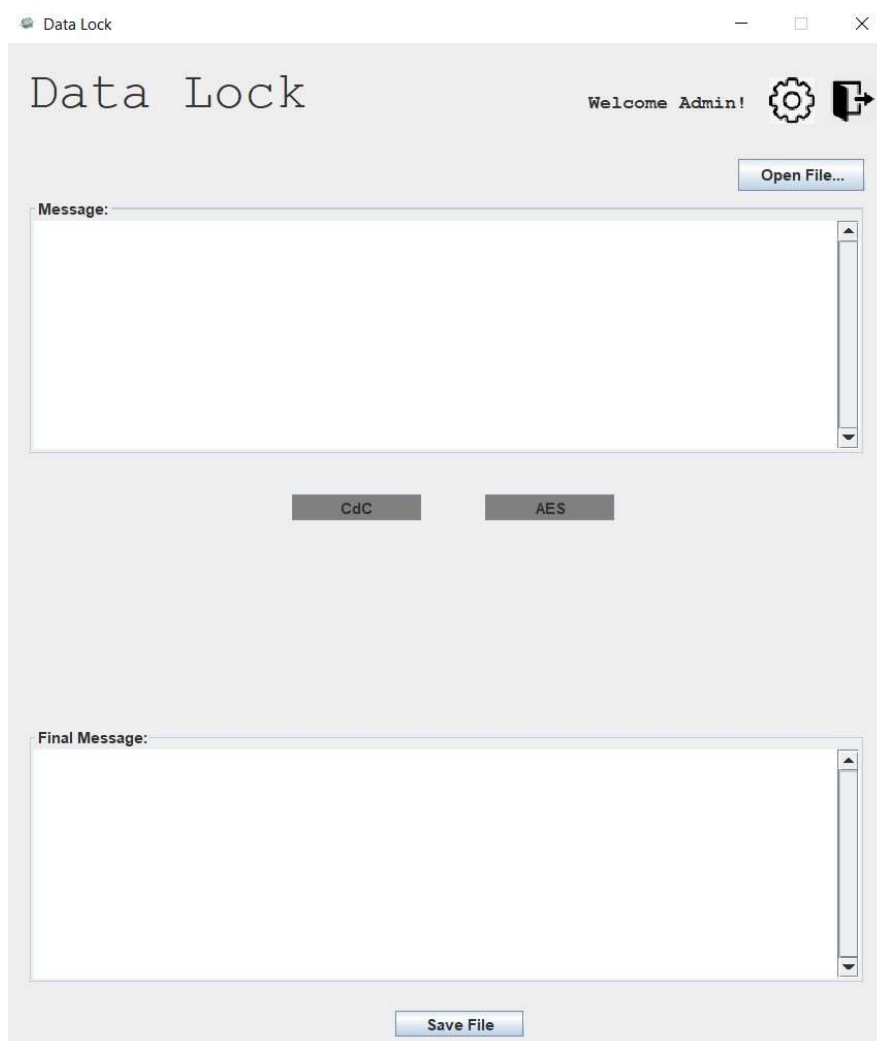 Data Lock
Data Lock
Welcome Admin!
Open File...
Message:
CdC
AES
Final Message:
Save File